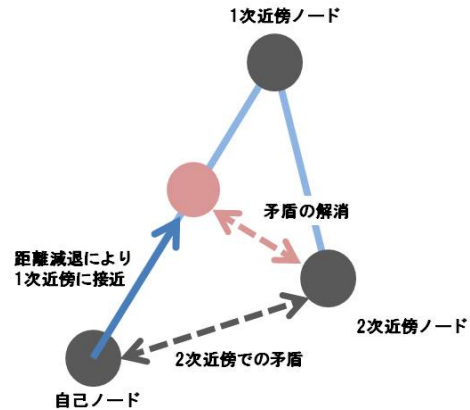 1次近傍ノード
矛盾の解消
距離減退により
1次近傍に接近
2次近傍ノード
2次近傍での矛盾
自己ノード